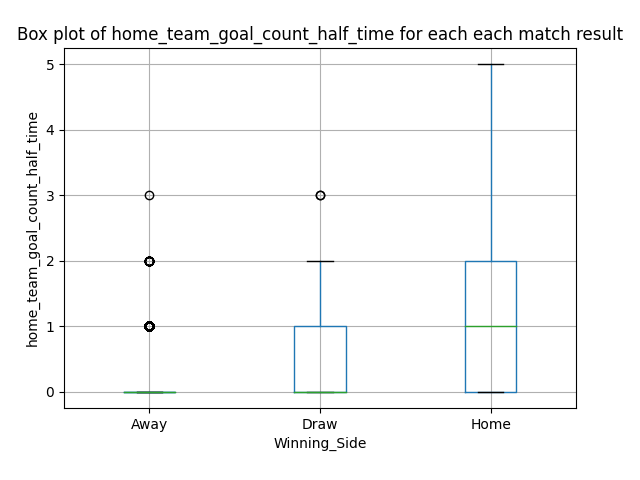 Box plot of home_team_goal_count_half_time for each each match result
5
4
3
2
1
0
home_team_goal_count_half_time
Away
Draw
Home
Winning_Side